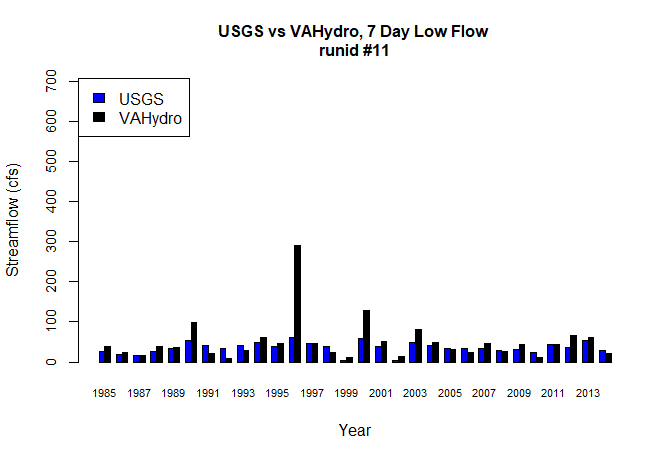 USGS vs VAHydro, 7 Day Low Flow
runid #11
700
600
500
400
300
200
100
0
Streamflow (cfs)
USGS
VAHydro
1985 1987 1989 1991 1993 1995 1997 1999 2001 2003 2005 2007 2009 2011 2013
Year